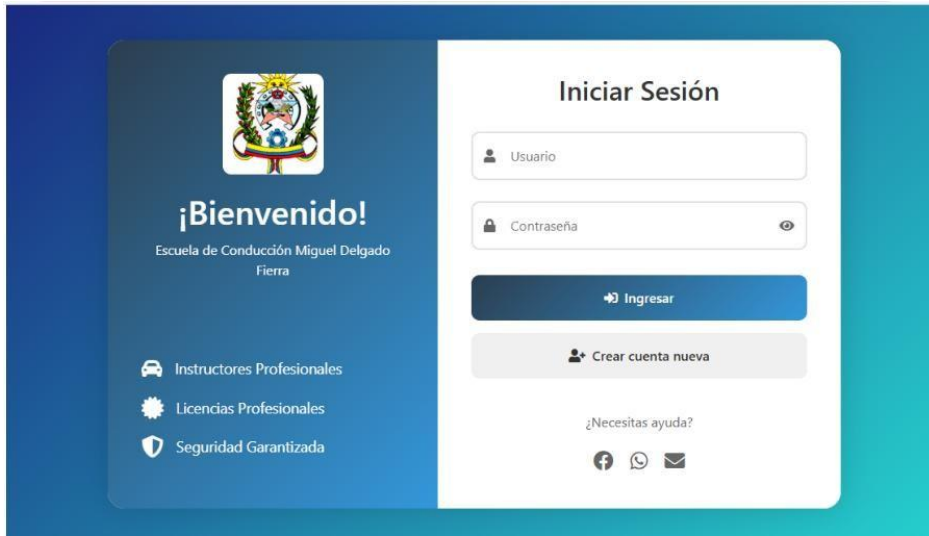 ¡Bienvenido!
Escuela de Conducción Miguel Delgado
Fierra
Instructores Profesionales
Licencias Profesionales
Seguridad Garantizada
Iniciar Sesión
Usuario
Contraseña
Ingresar
Crear cuenta nueva
¿Necesitas ayuda?